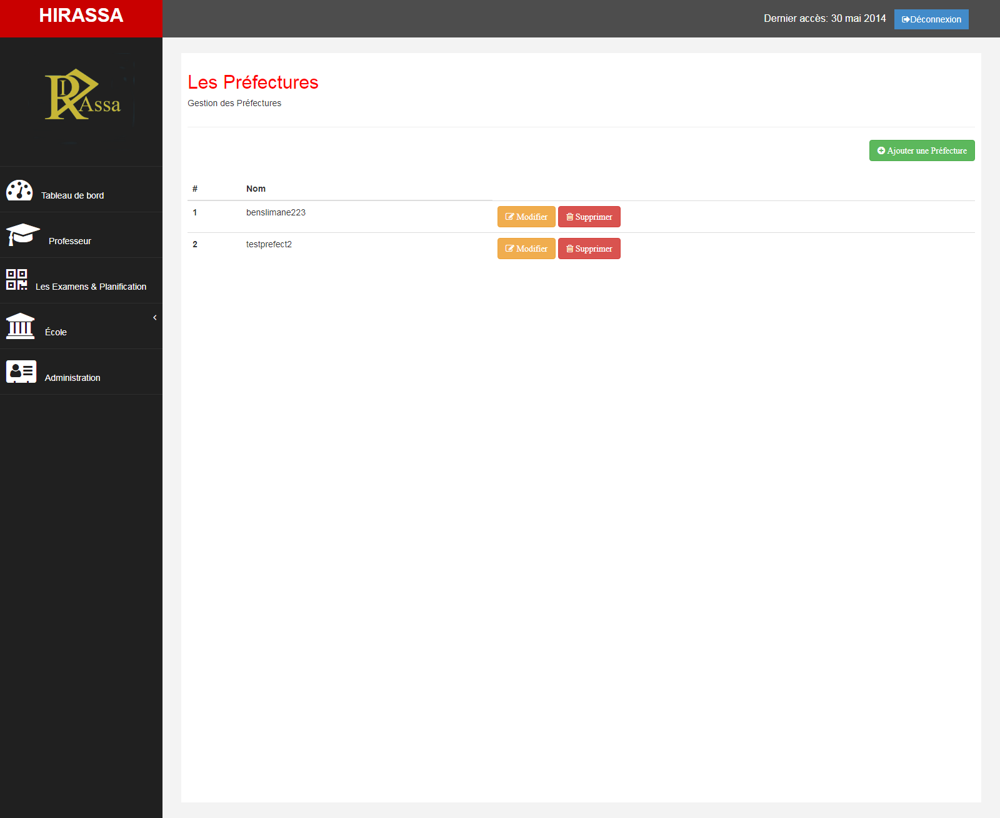 HIRASSA
Dernier accès: 30 mai 2014 Déconnexion
Assa
Les Préfectures
Gestion des Préfectures
Ajouter une Préfecture
# Nom
1 benslimane223 Modifier Supprimer
2 testprefect2 Modifier Supprimer
Tableau de bord
Professeur
Les Examens & Planification
École
Administration